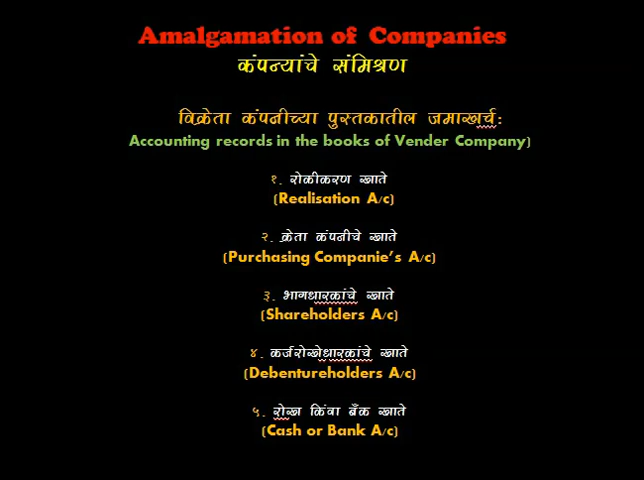 Amalgamation of Companies
कंपन्यांचे संमिश्रण
विक्रेता कंपनीच्या पुस्तकातील जमाखर्च:
Accounting records in the books of Vender Company)
१. रोकीकरण खाते
(Realisation A/c)
२. क्रेता कंपनीचे खाते
(Purchasing Companie's A/c)
३. भागधारकांचे खाते
(Shareholders A/c)
४. कर्जरोखेधारकांचे खाते
(Debentureholders A/c)
५. रोख किंवा बँक खाते
(Cash or Bank A/c)